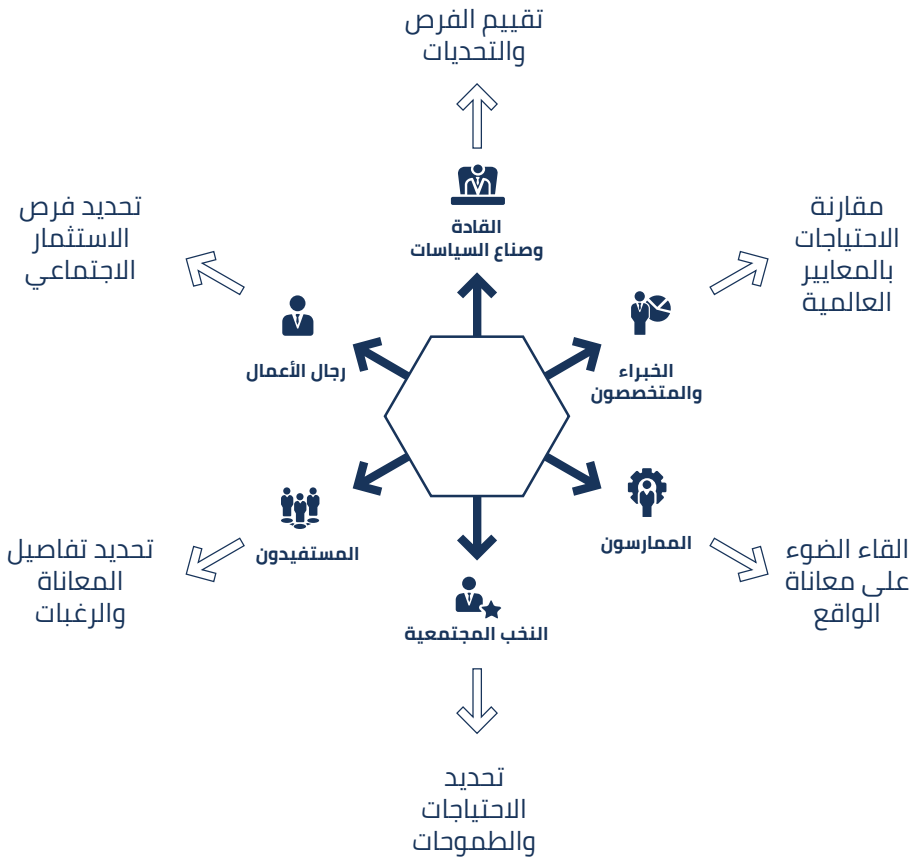 تقييم الفرص
والتحديات
القادة
وصناع السياسات
مقارنة
الاحتياجات
بالمعايير
العالمية
الخبراء
والمتخصصون
القاء الضوء
على معاناة
الواقع
الممارسون
النخب المجتمعية
تحديد
الاحتياجات
والطموحات
المستفيدون
تحديد تفاصيل
المعاناة
والرغبات
رجال الأعمال
تحديد فرص
الاستثمار
الاجتماعي